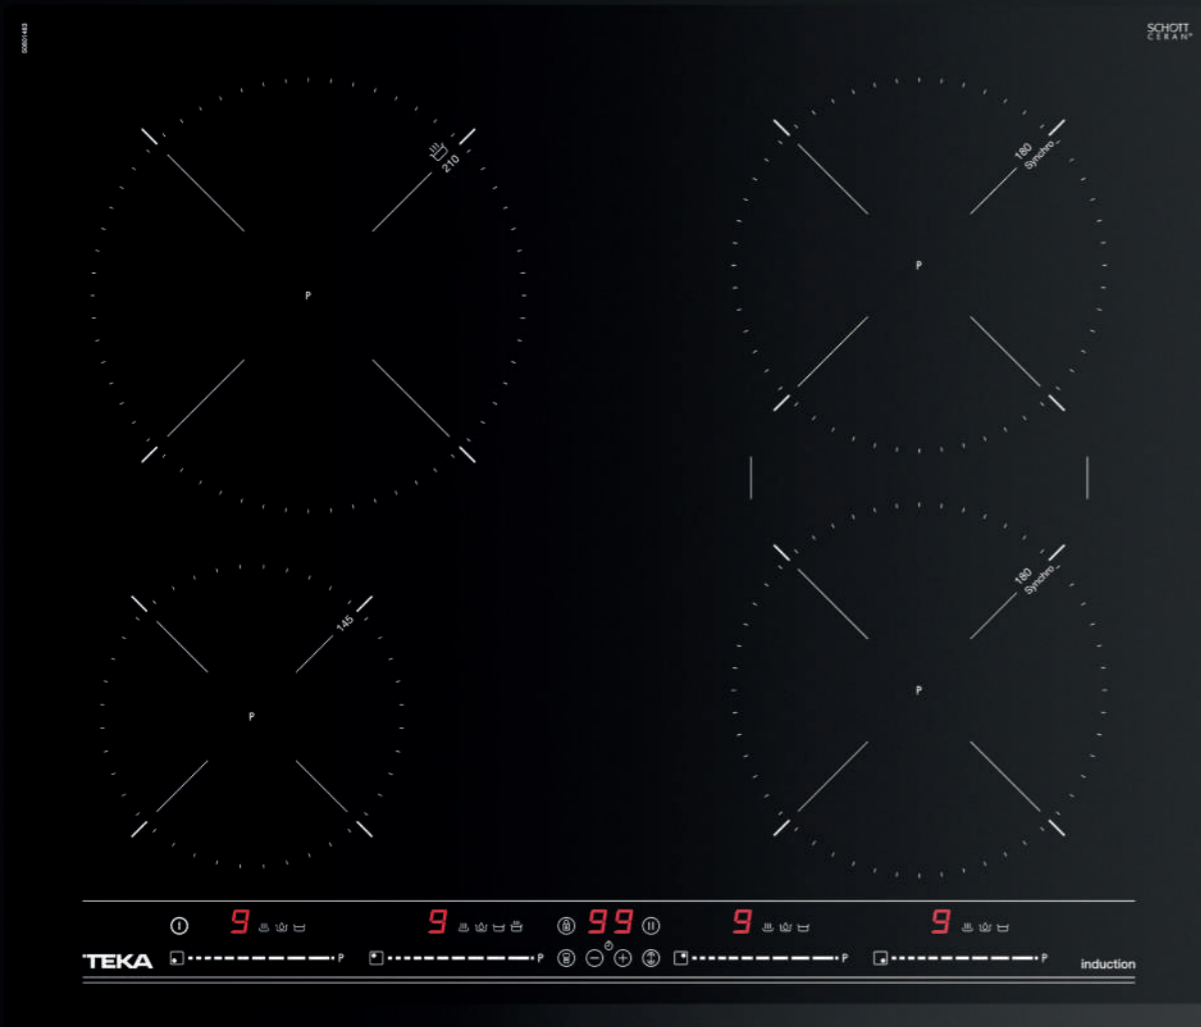 SCHOTT
CERAN®
210
180
Synchro
P
P
145
180
Synchro
P
P
9
9
99
9
9
TEKA
P
P
P
P
induction